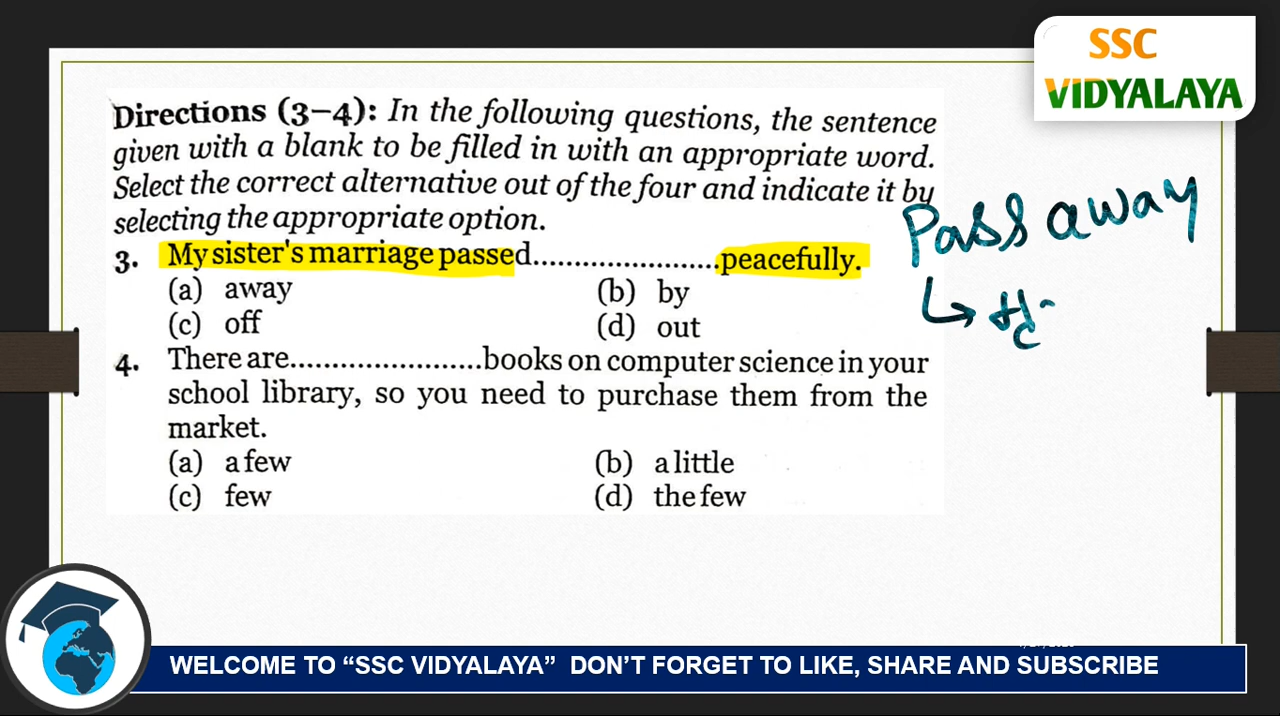 SSC
VIDYALAYA
Directions (3–4): In the following questions, the sentence
given with a blank to be filled in with an appropriate word.
Select the correct alternative out of the four and indicate it by
selecting the appropriate option.
3. My sister's marriage passed.......................peacefully.
(a) away (b) by
(c) off (d) out
4. There are.......................books on computer science in your
school library, so you need to purchase them from the
market.
(a) a few (b) a little
(c) few (d) the few
Pass away
WELCOME TO “SSC VIDYALAYA” DON’T FORGET TO LIKE, SHARE AND SUBSCRIBE